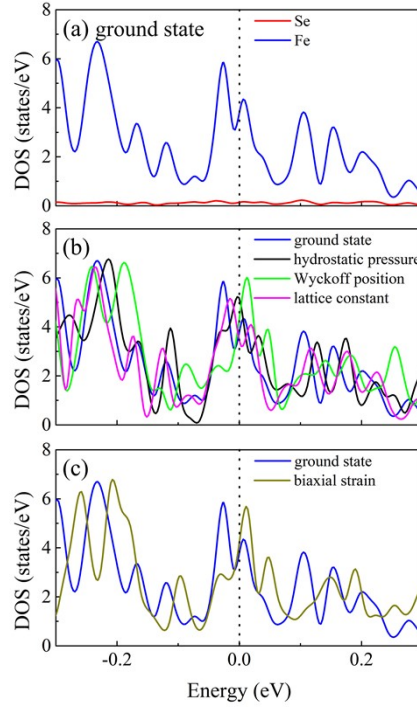 (a) ground state
Se
Fe
DOS (states/eV)
8
6
4
2
0
(b)
ground state
hydrostatic pressure
Wyckoff position
lattice constant
DOS (states/eV)
8
6
4
2
0
(c)
ground state
biaxial strain
DOS (states/eV)
8
6
4
2
0
-0.2
0.0
0.2
Energy (eV)